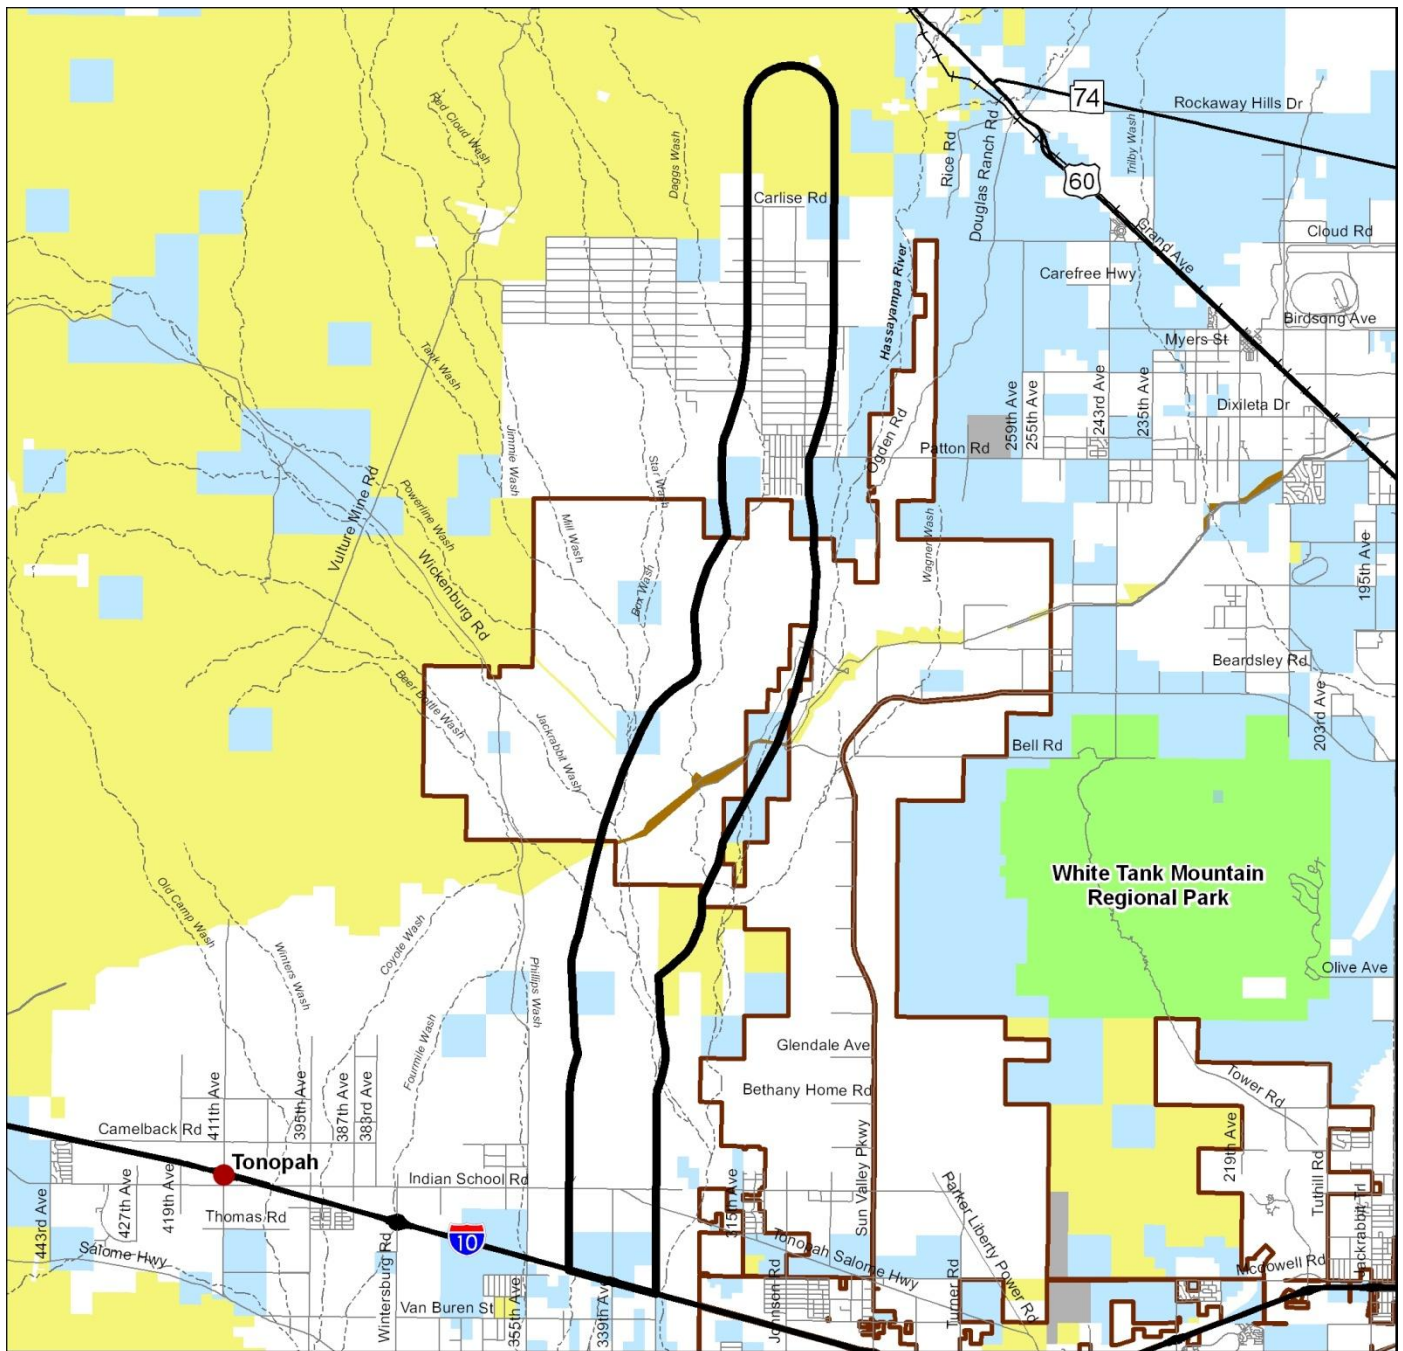 74
Rockaway Hills Dr
Red Cloud Wash
Daggs Wash
Rice Rd
Douglas Ranch Rd
Trilby Wash
60
Carlise Rd
Grand Ave
Cloud Rd
Hassayampa River
Carefree Hwy
Birdsong Ave
Myers St
Tank Wash
259th Ave
255th Ave
243rd Ave
235th Ave
Dixileta Dr
Ogden Rd
Patton Rd
Jimmie Wash
Star Wash
Vulture Mine Rd
Powerline Wash
Mill Wash
Wagner Wash
Wickenburg Rd
Box Wash
195th Ave
Beardsley Rd
Beer Bottle Wash
Jackrabbit Wash
203rd Ave
Bell Rd
White Tank Mountain
Regional Park
Old Camp Wash
Winters Wash
Coyote Wash
Phillips Wash
Olive Ave
Fourmile Wash
Glendale Ave
Bethany Home Rd
Tower Rd
411th Ave
395th Ave
387th Ave
383rd Ave
Camelback Rd
Tonopah
Indian School Rd
219th Ave
Tuthill Rd
Jackrabbit Trl
443rd Ave
427th Ave
419th Ave
Thomas Rd
315th Ave
Sun Valley Pkwy
Parker Liberty Power Rd
10
Salome Hwy
Tonopah Salome Hwy
Mcdowell Rd
Wintersburg Rd
Van Buren St
355th Ave
339th Ave
Johnson Rd
Turner Rd